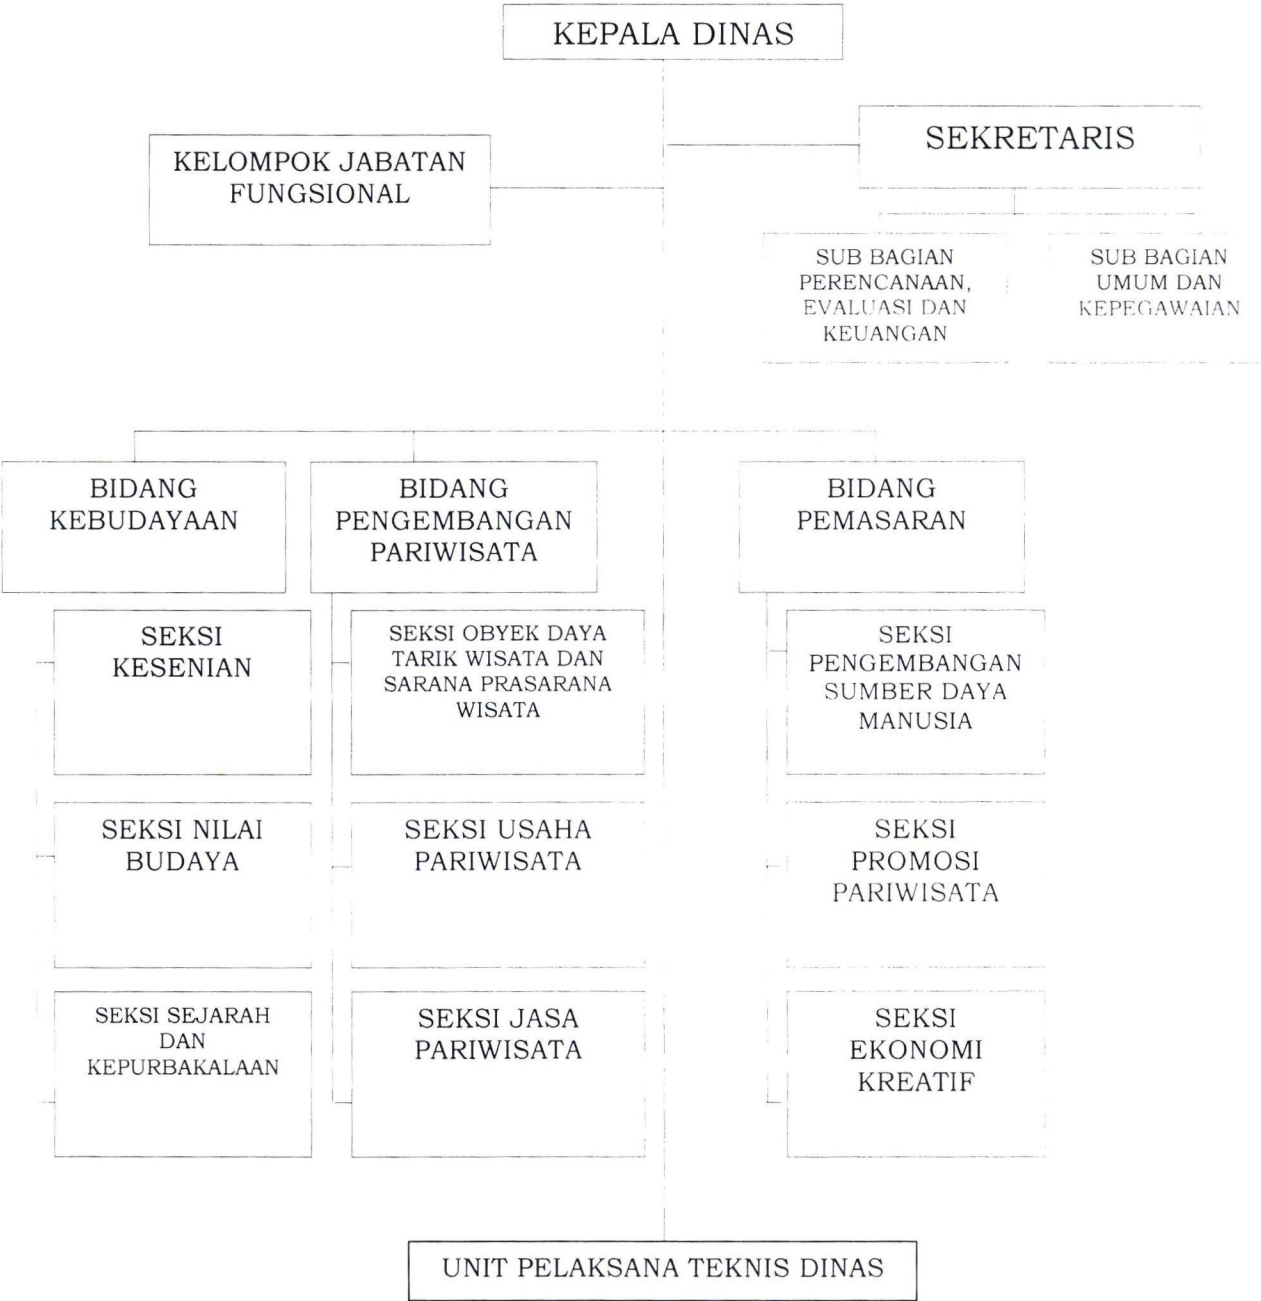 KEPALA DINAS
SEKRETARIS
KELOMPOK JABATAN
FUNGSIONAL
SUB BAGIAN
PERENCANAAN,
EVALUASI DAN
KEUANGAN
SUB BAGIAN
UMUM DAN
KEPEGAWAIAN
BIDANG
KEBUDAYAAN
BIDANG
PENGEMBANGAN
PARIWISATA
BIDANG
PEMASARAN
SEKSI
KESENIAN
SEKSI OBYEK DAYA
TARIK WISATA DAN
SARANA PRASARANA
WISATA
SEKSI
PENGEMBANGAN
SUMBER DAYA
MANUSIA
SEKSI NILAI
BUDAYA
SEKSI USAHA
PARIWISATA
SEKSI
PROMOSI
PARIWISATA
SEKSI SEJARAH
DAN
KEPURBAKALAAN
SEKSI JASA
PARIWISATA
SEKSI
EKONOMI
KREATIF
UNIT PELAKSANA TEKNIS DINAS